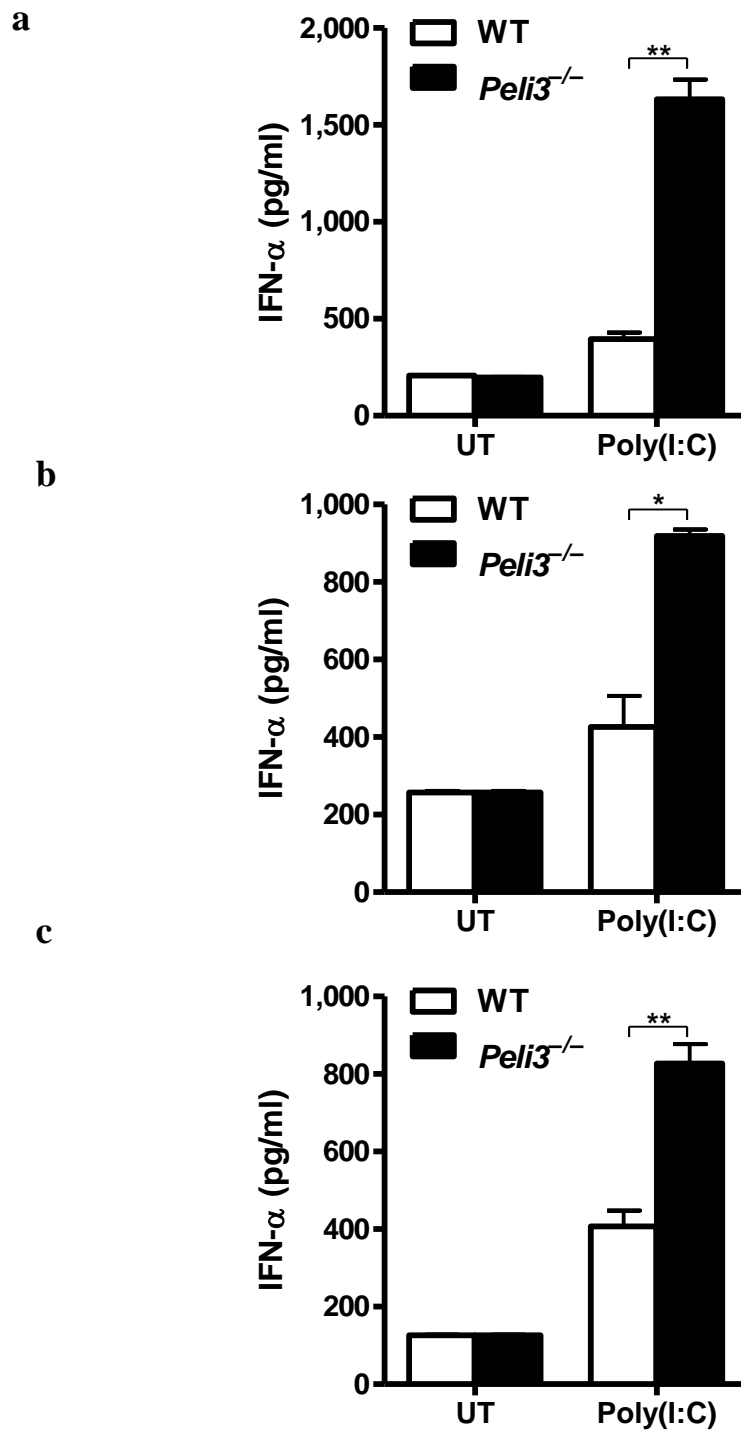 a
2,000
1,500
1,000
500
0
IFN-α (pg/ml)
WT
Peli3–/–
**
UT
Poly(I:C)
b
1,000
800
600
400
200
0
IFN-α (pg/ml)
WT
Peli3–/–
*
UT
Poly(I:C)
c
1,000
800
600
400
200
0
IFN-α (pg/ml)
WT
Peli3–/–
**
UT
Poly(I:C)